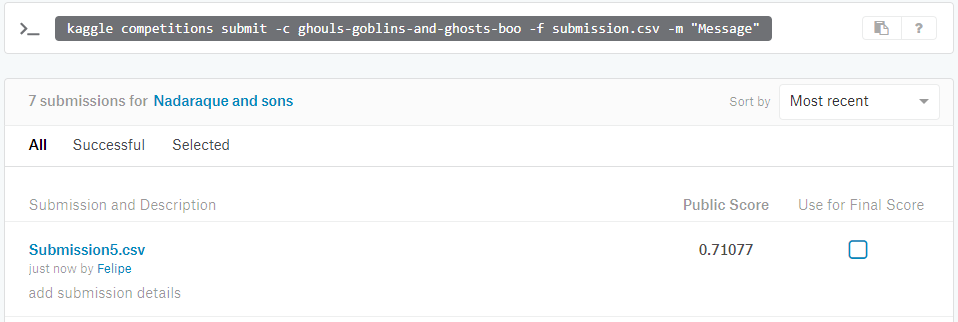 kaggle competitions submit -c ghouls-goblins-and-ghosts-boo -f submission.csv -m "Message"
?
7 submissions for Nadaraque and sons
Sort by Most recent
All Successful Selected
Submission and Description Public Score Use for Final Score
Submission5.csv 0.71077
just now by Felipe
add submission details